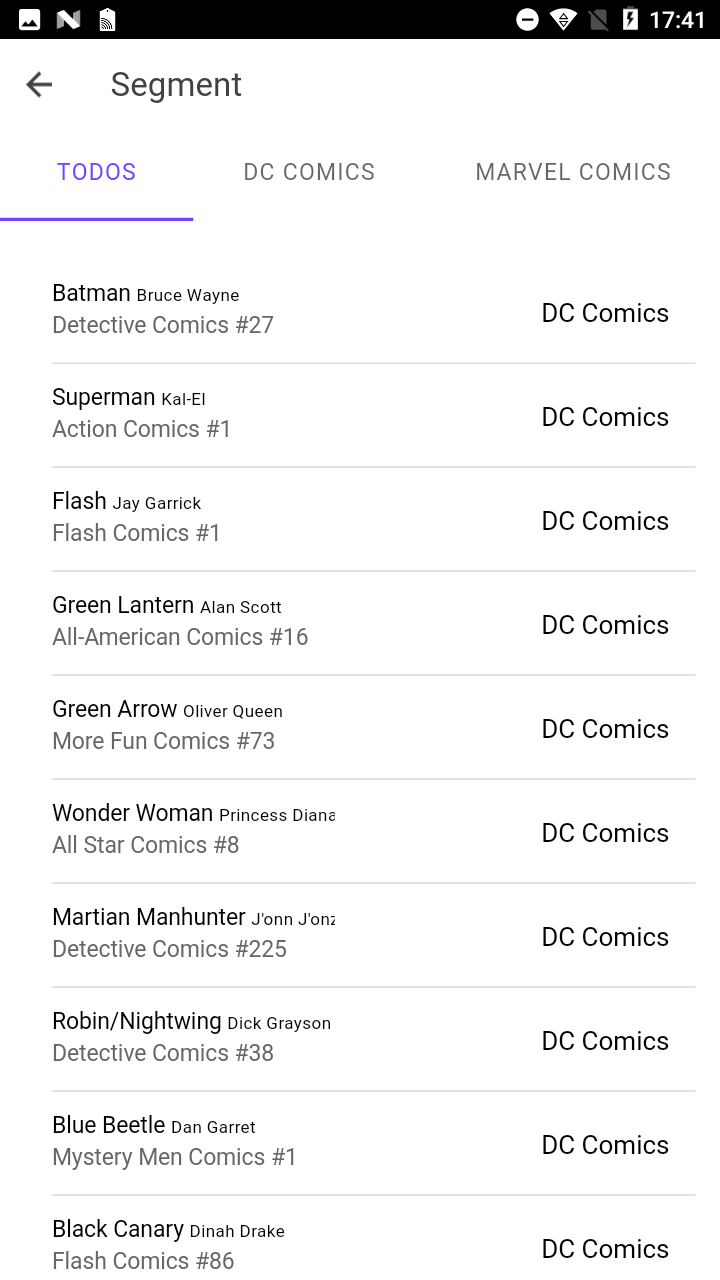 17:41
Segment
TODOS DC COMICS MARVEL COMICS
Batman Bruce Wayne
Detective Comics #27
DC Comics
Superman Kal-El
Action Comics #1
DC Comics
Flash Jay Garrick
Flash Comics #1
DC Comics
Green Lantern Alan Scott
All-American Comics #16
DC Comics
Green Arrow Oliver Queen
More Fun Comics #73
DC Comics
Wonder Woman Princess Diana
All Star Comics #8
DC Comics
Martian Manhunter J'onn J'onz
Detective Comics #225
DC Comics
Robin/Nightwing Dick Grayson
Detective Comics #38
DC Comics
Blue Beetle Dan Garret
Mystery Men Comics #1
DC Comics
Black Canary Dinah Drake
Flash Comics #86
DC Comics